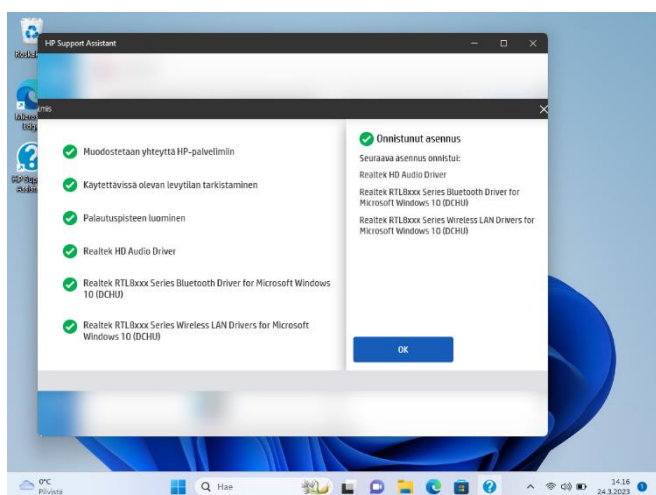 HP Support Assistant
Muodostetaan yhteyttä HP-palvelimiin
Käytettävissä olevan levytilan tarkistaminen
Palautuspisteen luominen
Realtek HD Audio Driver
Realtek RTL8xxx Series Bluetooth Driver for Microsoft Windows
10 (DCHU)
Realtek RTL8xxx Series Wireless LAN Drivers for Microsoft
Windows 10 (DCHU)
Onnistunut asennus
Seuraava asennus onnistui:
Realtek HD Audio Driver
Realtek RTL8xxx Series Bluetooth Driver for
Microsoft Windows 10 (DCHU)
Realtek RTL8xxx Series Wireless LAN Drivers for
Microsoft Windows 10 (DCHU)
OK
0°C
Pilvistä
Hae
14.16
24.3.2023